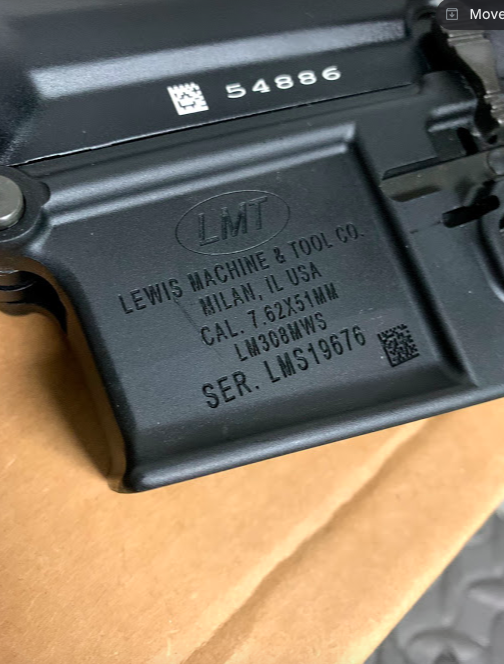 Move
54886
LMT
LEWIS MACHINE & TOOL CO.
MILAN, IL USA
CAL. 7.62X51MM
LM308MWS
SER. LMS19676